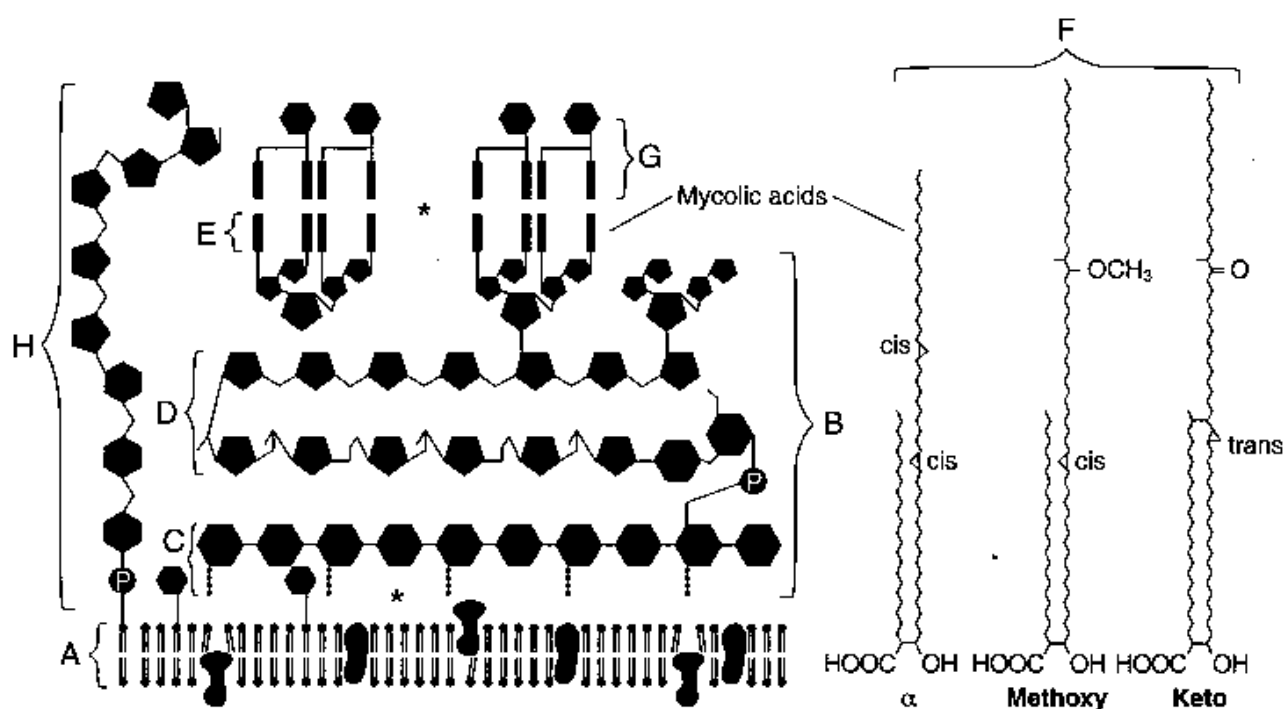 F
H
G
Mycolic acids
E
*
OCH₃
O
cis
D
B
trans
cis
cis
P
C
P
*
A
HOOC OH HOOC OH HOOC OH
α Methoxy Keto